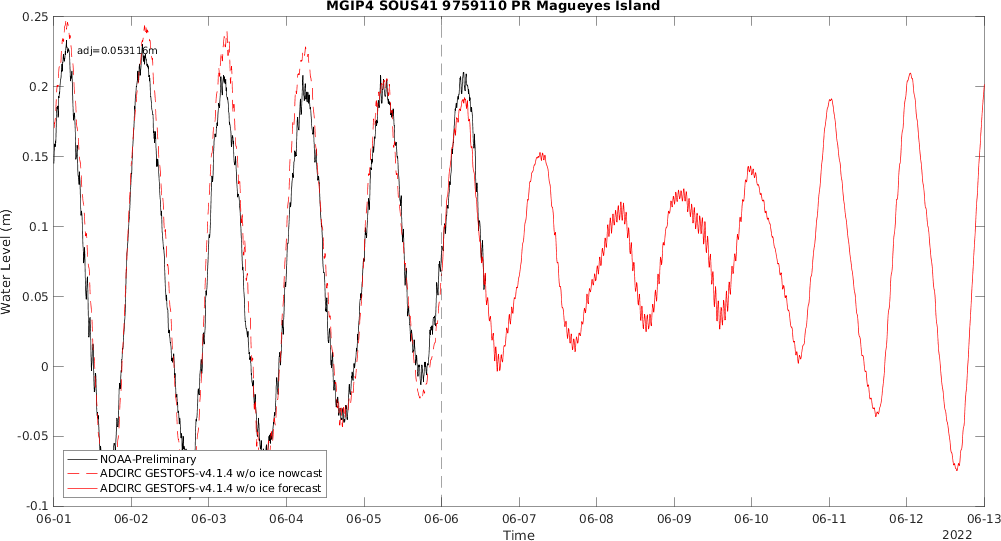 MGIP4 SOUS41 9759110 PR Magueyes Island
0.25
adj=0.053116m
0.2
0.15
0.1
0.05
0
-0.05
-0.1
Water Level (m)
NOAA-Preliminary
ADCIRC GESTOFS-v4.1.4 w/o ice nowcast
ADCIRC GESTOFS-v4.1.4 w/o ice forecast
06-01 06-02 06-03 06-04 06-05 06-06 06-07 06-08 06-09 06-10 06-11 06-12 06-13
Time
2022